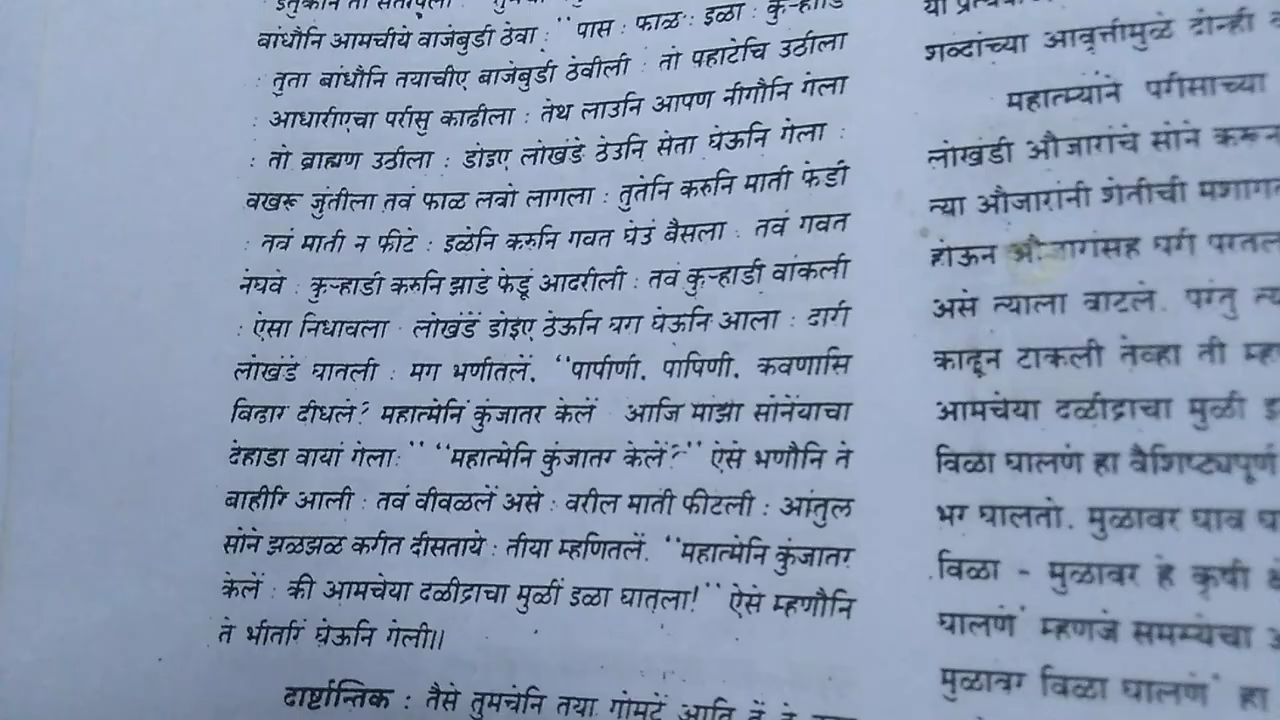 बांधौनि आमचीये वाजेबुडी ठेवा : "पास : फाळ : इळा : कुऱ्हाडि
: तुता बांधौनि तयाचीए बाजेबुडी ठेवीली : तो पहाटेचि उठीला
: आधारीएचा परीसु काढीला : तेथ लाउनि आपण नीगौनि गेला
: तो ब्राह्मण उठीला : डोइए लोखंडे ठेउनि सेता घेऊनि गेला :
वखरू जुंतीला तवं फाळ लवो लागला : तुतेनि करुनि माती फेडी
: तवं माती न फीटे : इळेनि करुनि गवत घेउं बैसला : तवं गवत
नेघवे : कुऱ्हाडी करुनि झाडे फेडूं आदरीली : तवं कुऱ्हाडी वांकली
: ऐसा निधावला : लोखंडें डोइए ठेऊनि घरा घेऊनि आला : दारी
लोखंडे घातली : मग भणीतलें, "पापीणी, पापिणी, कवणासि
बिढार दीधले? महात्मेनिं कुंजातर केलें आजि माझा सोनेंयाचा
देहाडा वायां गेला:" "महात्मेनि कुंजातर केलें?" ऐसे भणौनि ते
बाहीरि आली : तवं वीवळलें असे : वरील माती फीटली : आंतुल
सोने झळझळ करीत दीसताये : तीया म्हणितलें, "महात्मेनि कुंजातर
केलें : की आमचेया दळीद्राचा मुळीं इळा घातला!" ऐसे म्हणौनि
ते भीतरि घेऊनि गेली॥
दार्ष्टान्तिक : तैसे तुमचेनि तया गोमटें
शब्दांच्या आवृत्तीमुळे दोन्ही
महात्म्यांने परीसाच्या
लोखंडी औजारांचे सोने करून
त्या औजारांनी शेतीची मशागत
होऊन औजारांसह घरी परतला
असे त्याला वाटले. परंतु
काढून टाकली तेव्हा ती
आमचेया दळीद्राचा मुळी
विळा घालणे हा वैशिष्ट्यपूर्ण
भर घालतो. मुळावर घाव
विळा - मुळावर हे कृषी
घालणे' म्हणजे समस्येचा
मुळावर विळा घालणे' हा